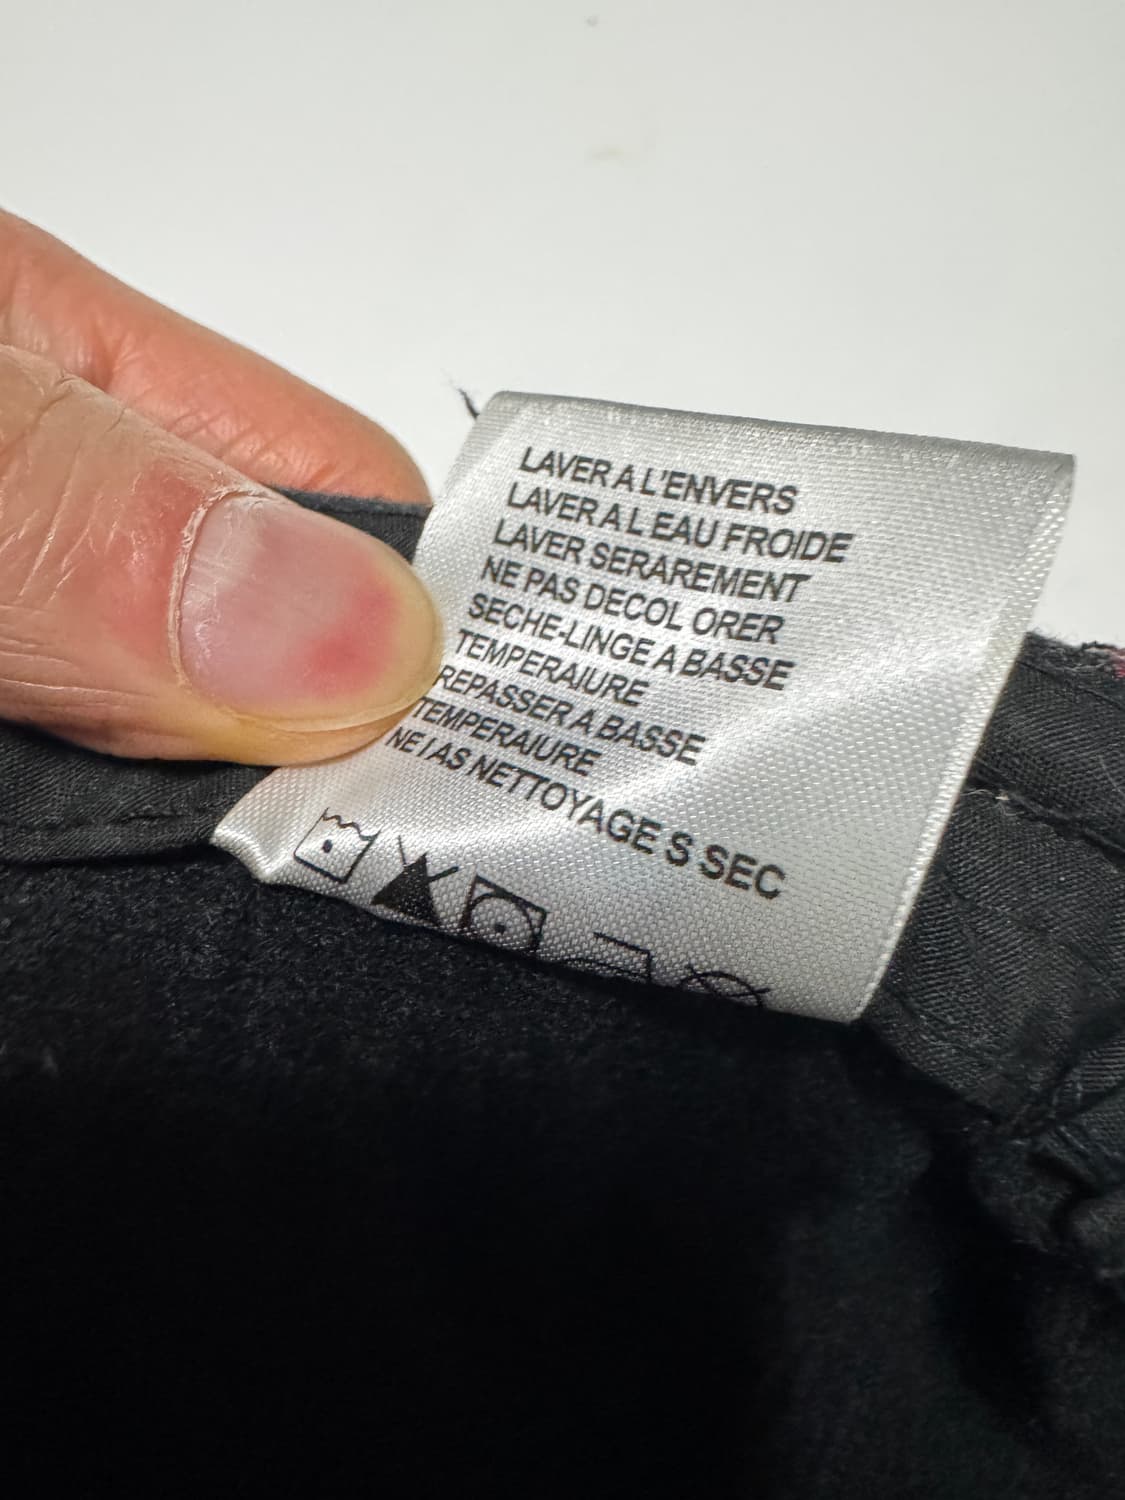 LAVER A L'ENVERS
LAVER A L EAU FROIDE
LAVER SERAREMENT
NE PAS DECOL ORER
SECHE-LINGE A BASSE
TEMPERAIURE
REPASSER A BASSE
TEMPERAIURE
NE I AS NETTOYAGE S SEC